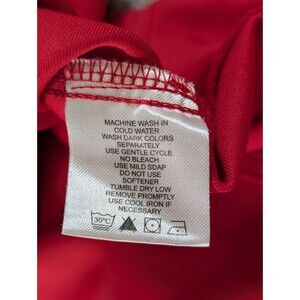 MACHINE WASH IN
COLD WATER
WASH DARK COLORS
SEPARATELY
USE GENTLE CYCLE
NO BLEACH
USE MILD SOAP
DO NOT USE
SOFTENER
TUMBLE DRY LOW
REMOVE PROMPTLY
USE COOL IRON IF
NECESSARY
30°C